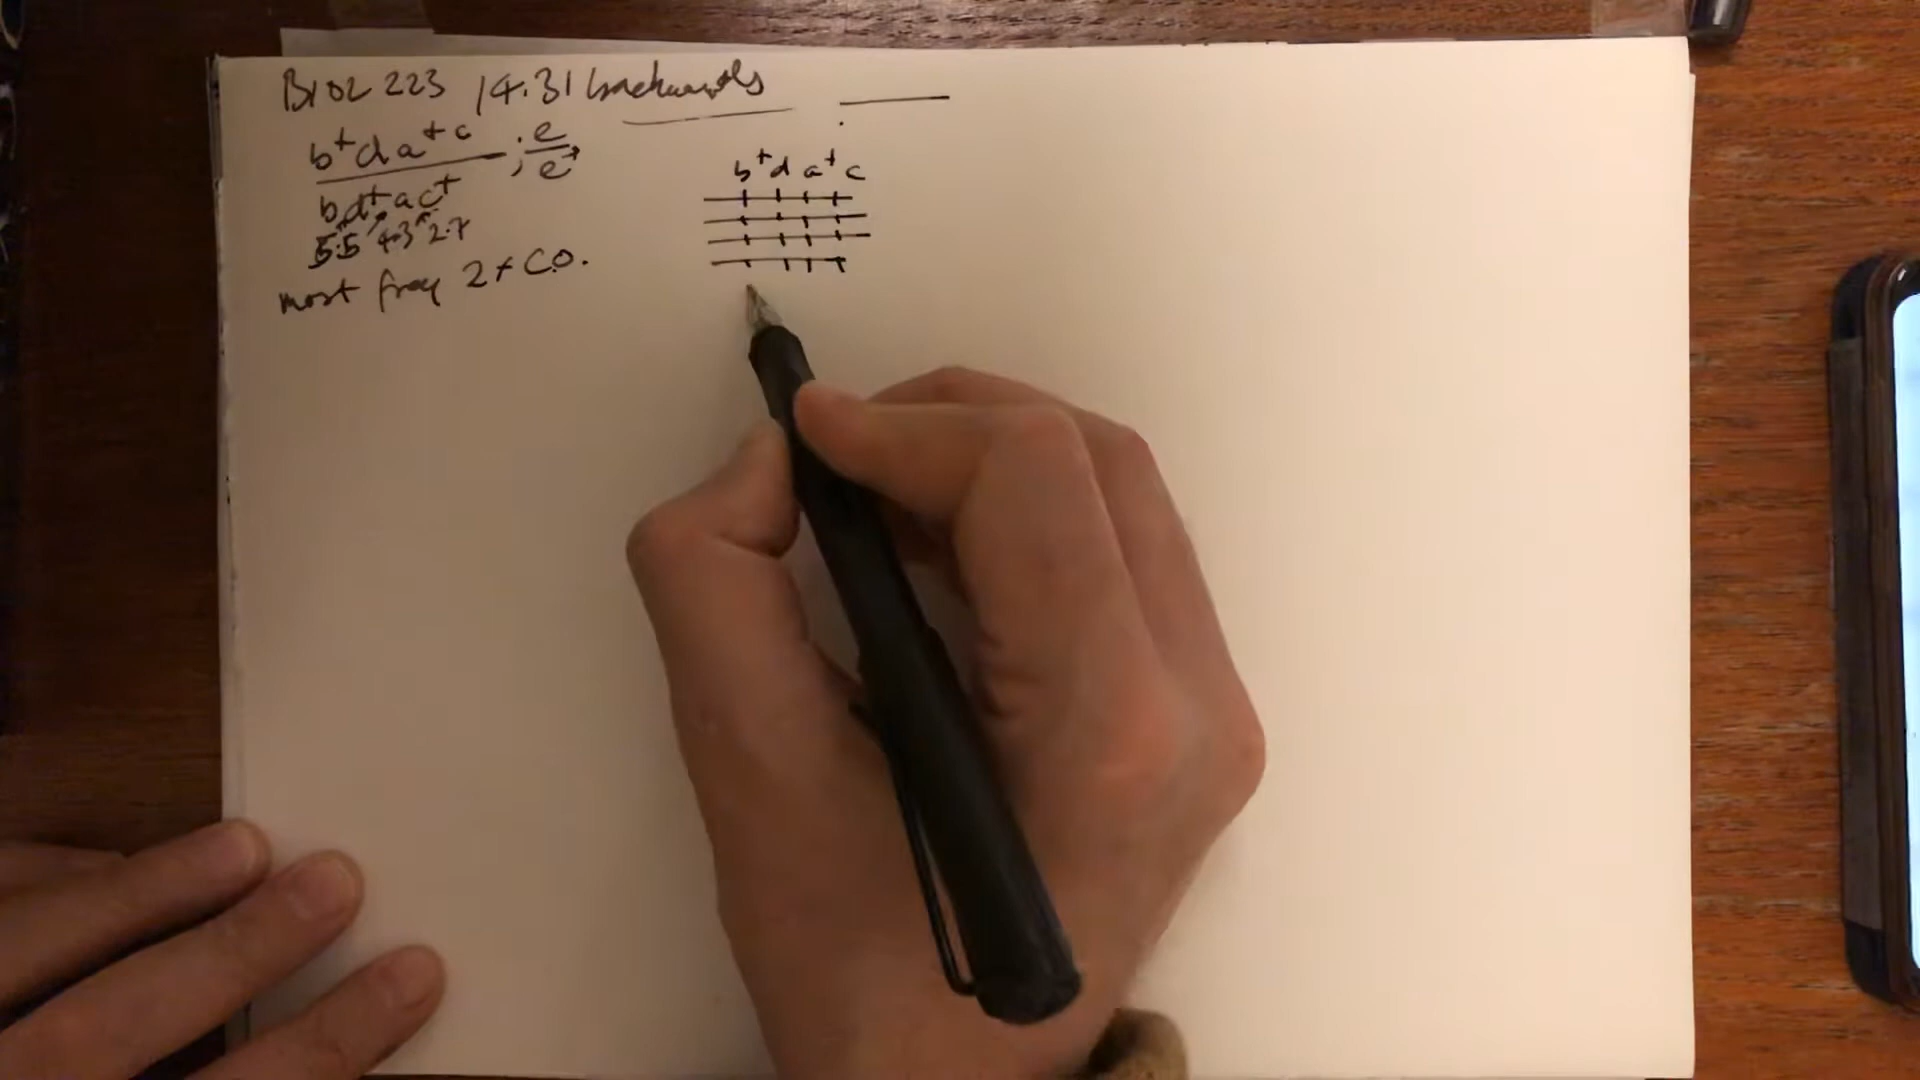 BIOL 223 14.31 backwards
b⁺ d a⁺ c ; e
e⁺
b d⁺ a c⁺
5.5 4.3 2.7
most freq 2x C.O.
b⁺ d a⁺ c